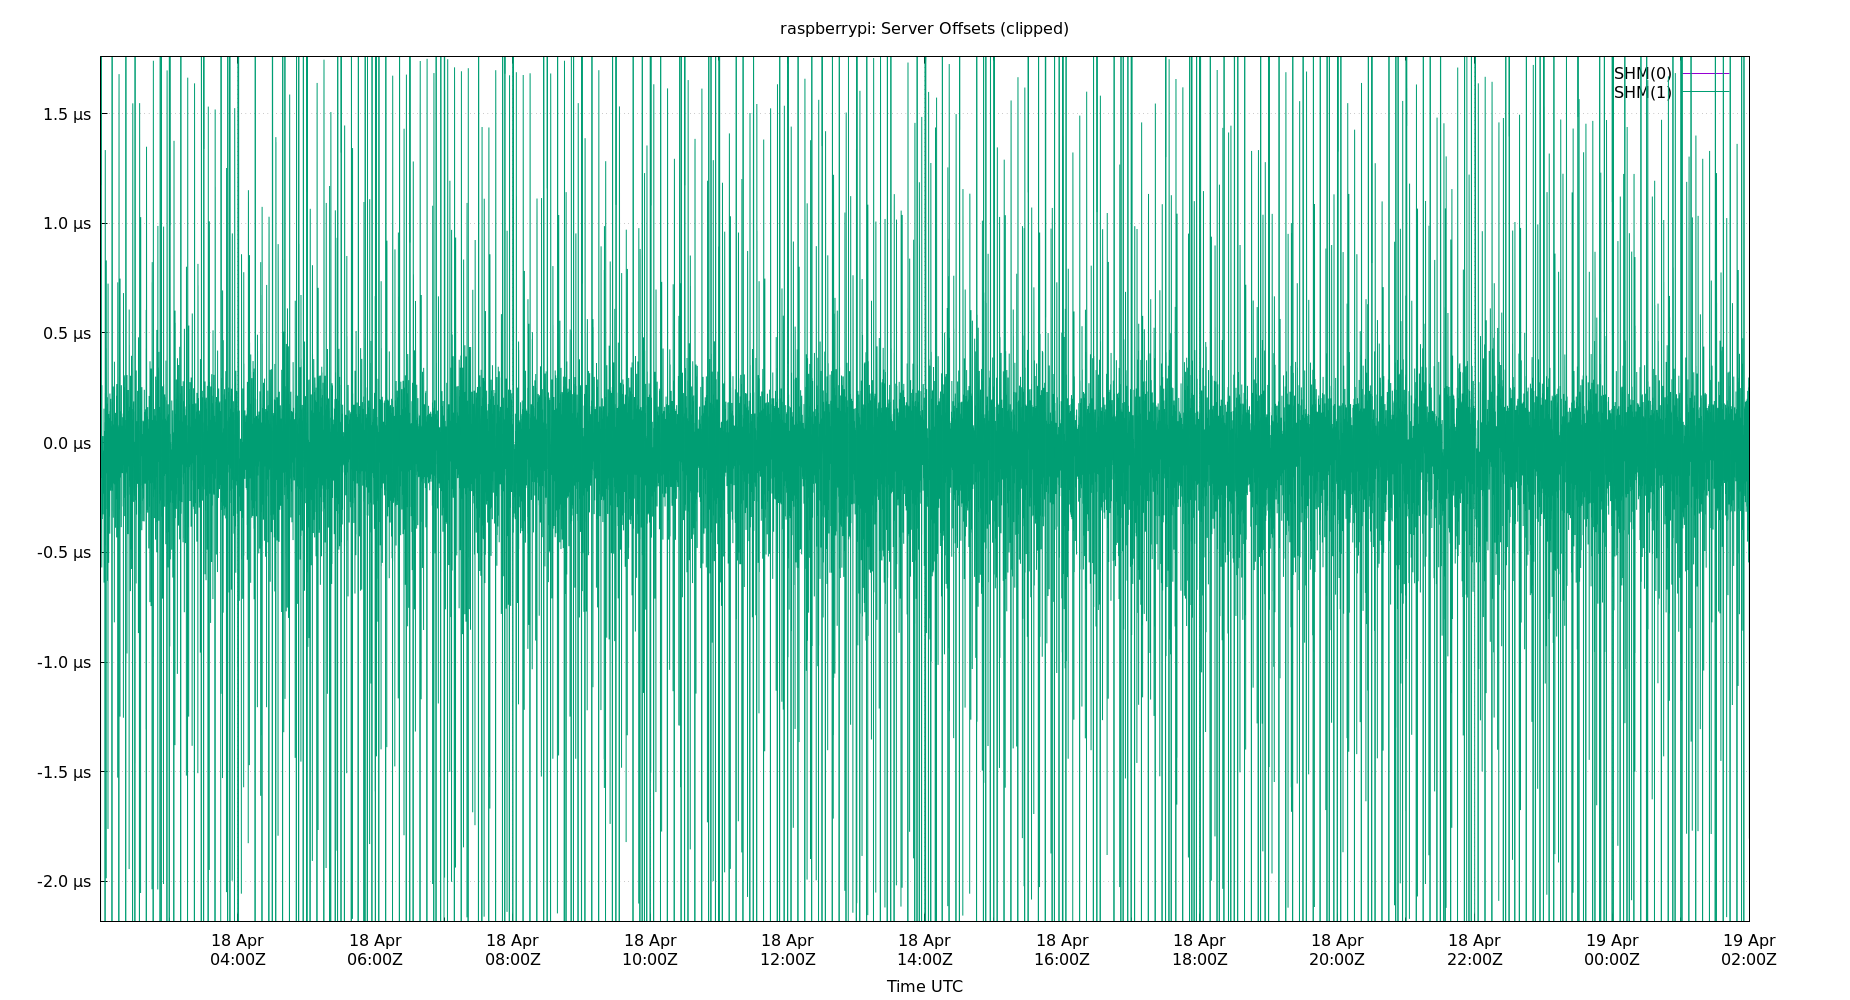 raspberrypi: Server Offsets (clipped)
SHM(0)
SHM(1)
1.5 µs
1.0 µs
0.5 µs
0.0 µs
-0.5 µs
-1.0 µs
-1.5 µs
-2.0 µs
18 Apr 18 Apr 18 Apr 18 Apr 18 Apr 18 Apr 18 Apr 18 Apr 18 Apr 18 Apr 19 Apr 19 Apr
04:00Z 06:00Z 08:00Z 10:00Z 12:00Z 14:00Z 16:00Z 18:00Z 20:00Z 22:00Z 00:00Z 02:00Z
Time UTC